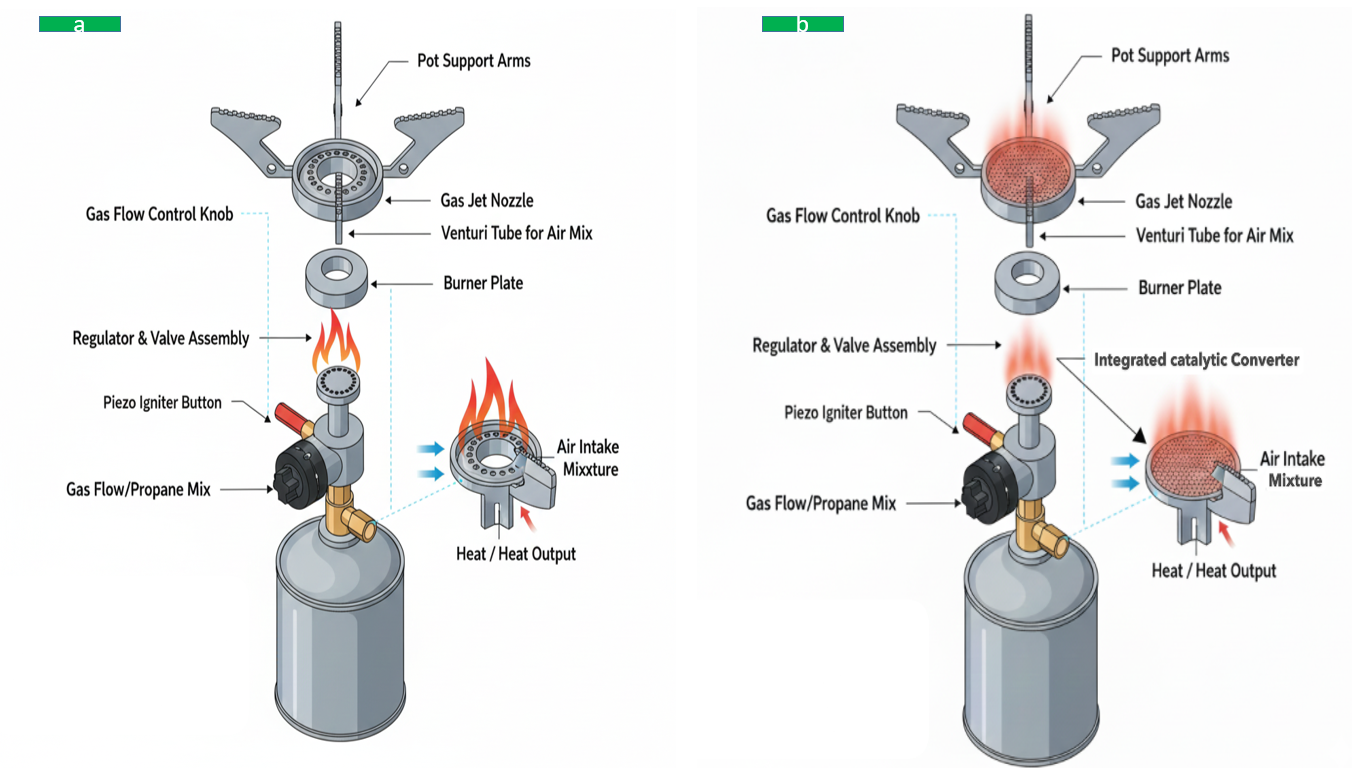 a
Pot Support Arms
Gas Jet Nozzle
Gas Flow Control Knob
Venturi Tube for Air Mix
Burner Plate
Regulator & Valve Assembly
Piezo Igniter Button
Air Intake
Mixxture
Gas Flow/Propane Mix
Heat / Heat Output
b
Pot Support Arms
Gas Jet Nozzle
Gas Flow Control Knob
Venturi Tube for Air Mix
Burner Plate
Regulator & Valve Assembly
Integrated catalytic Converter
Piezo Igniter Button
Air Intake
Mixture
Gas Flow/Propane Mix
Heat / Heat Output